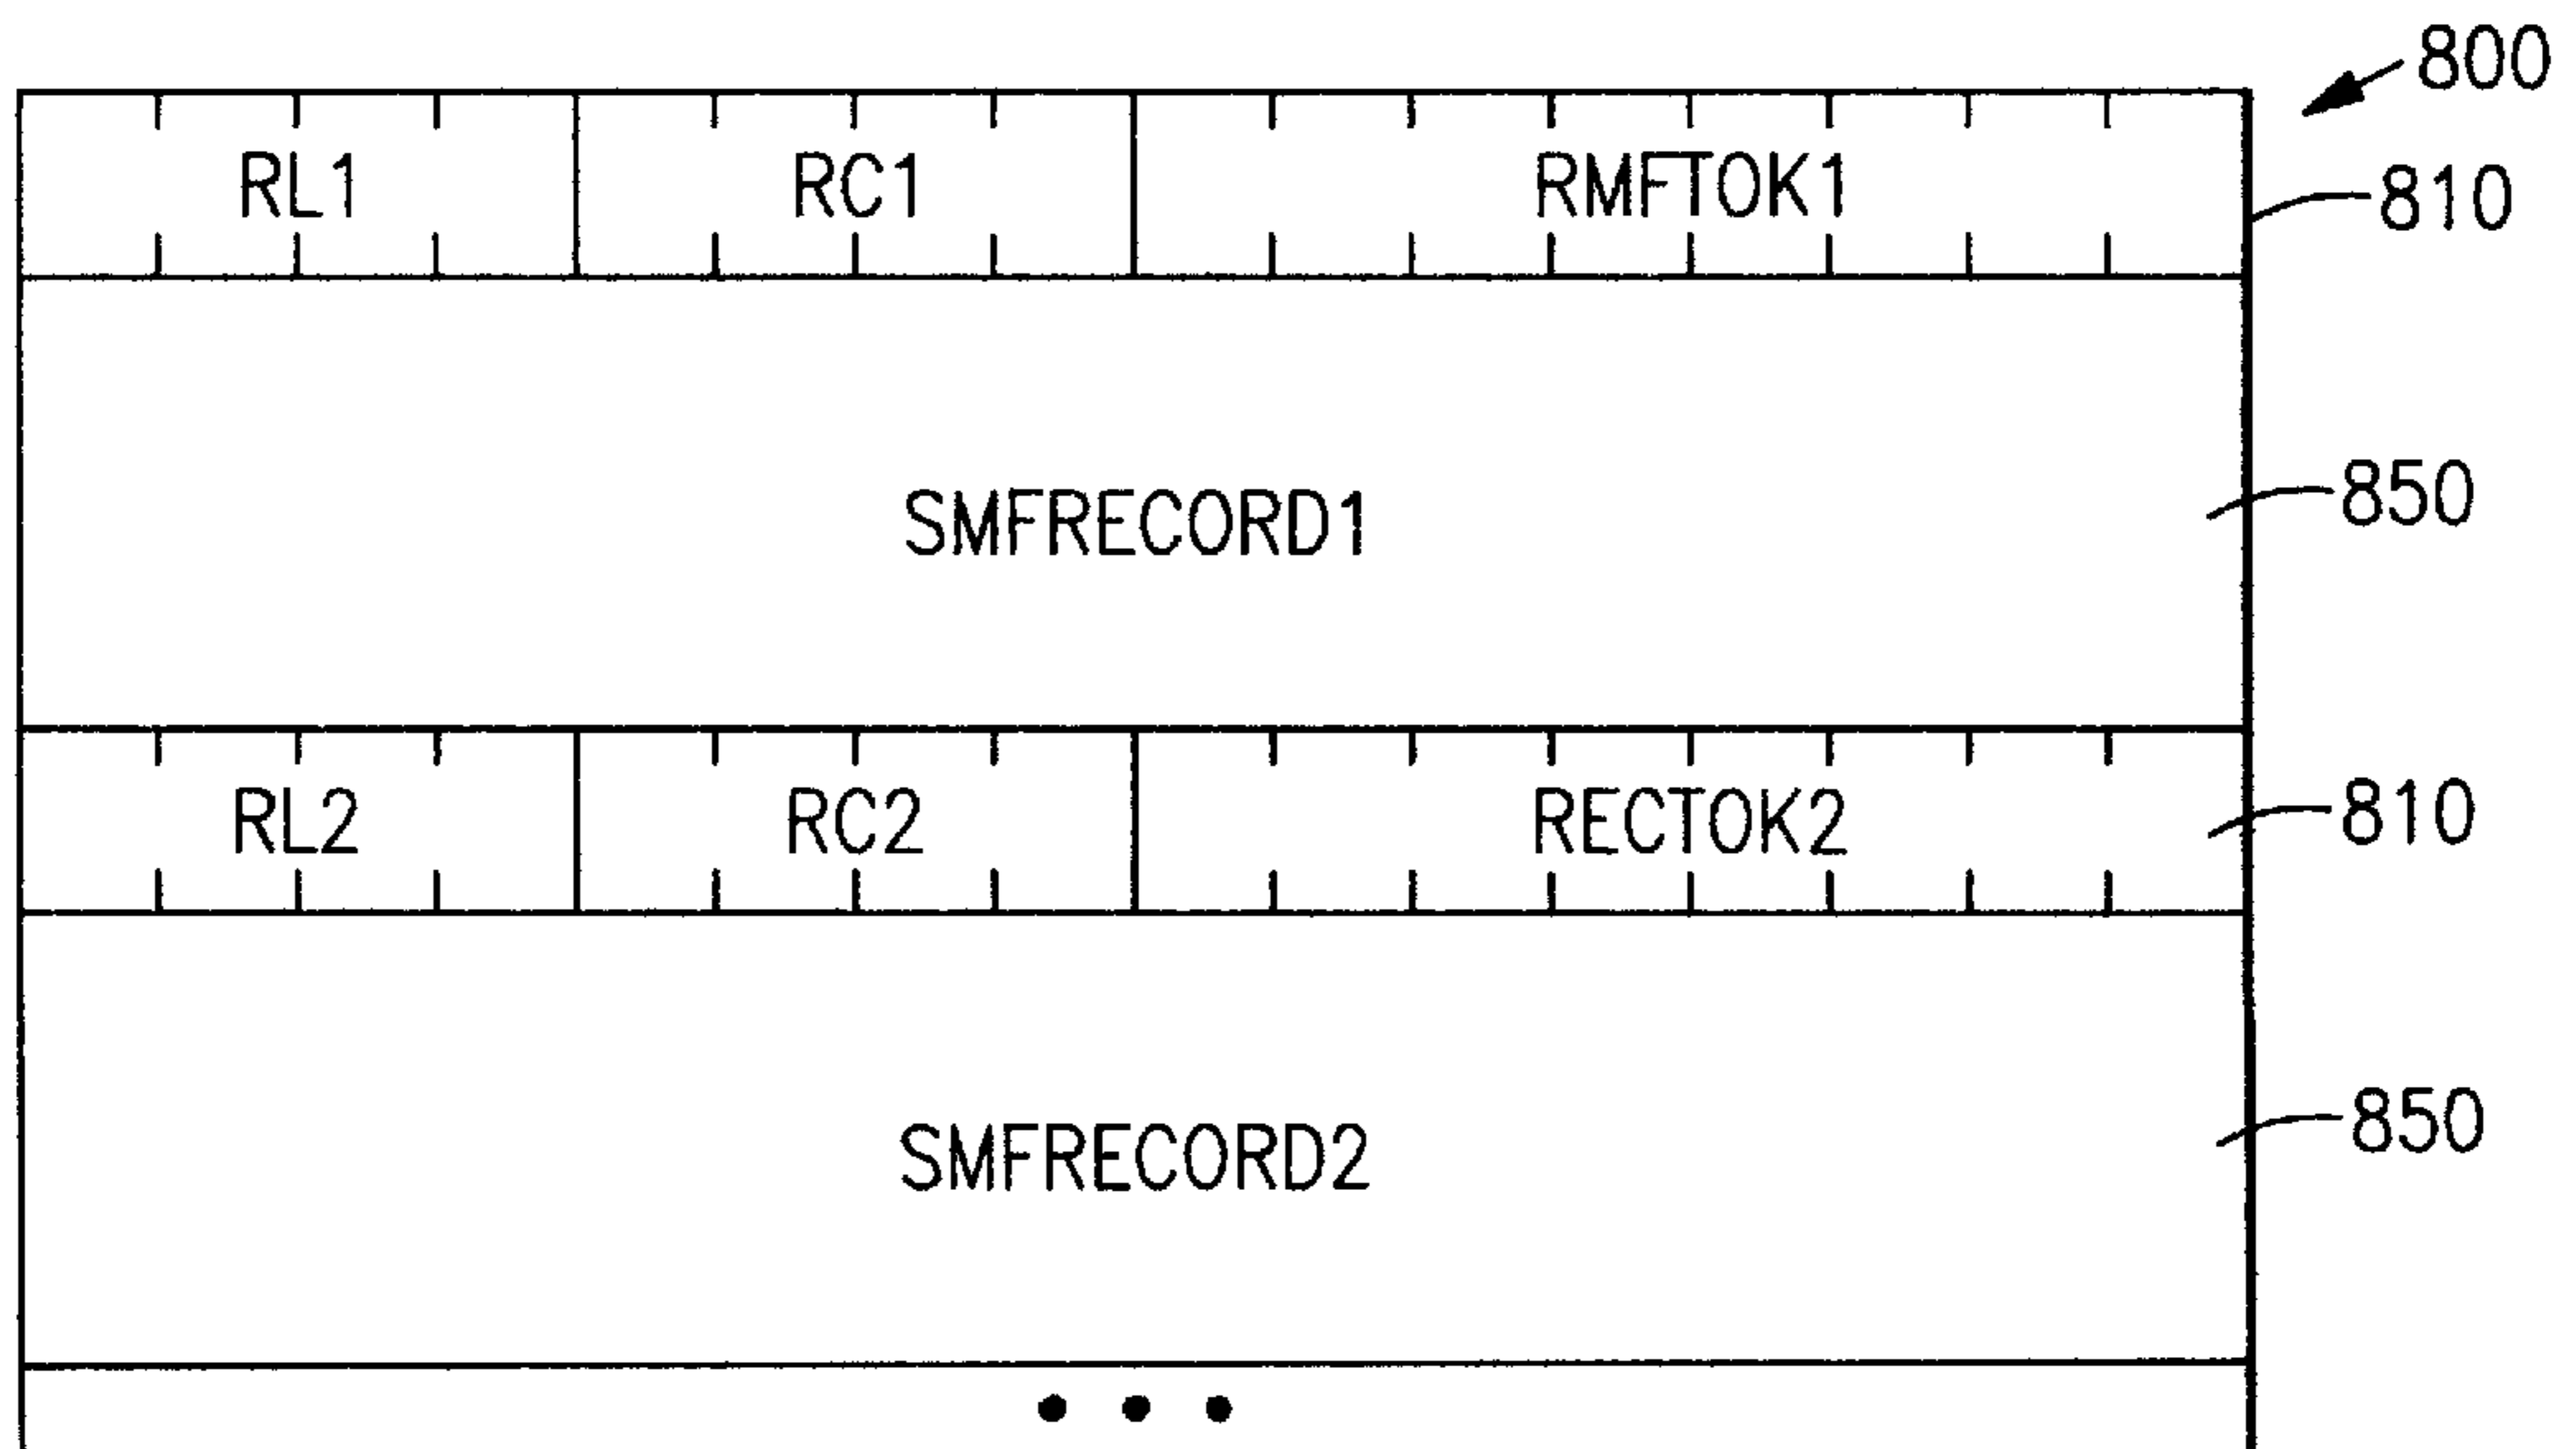 800
RL1 RC1 RMFTOK1 810
SMFRECORD1 850
RL2 RC2 RECTOK2 810
SMFRECORD2 850